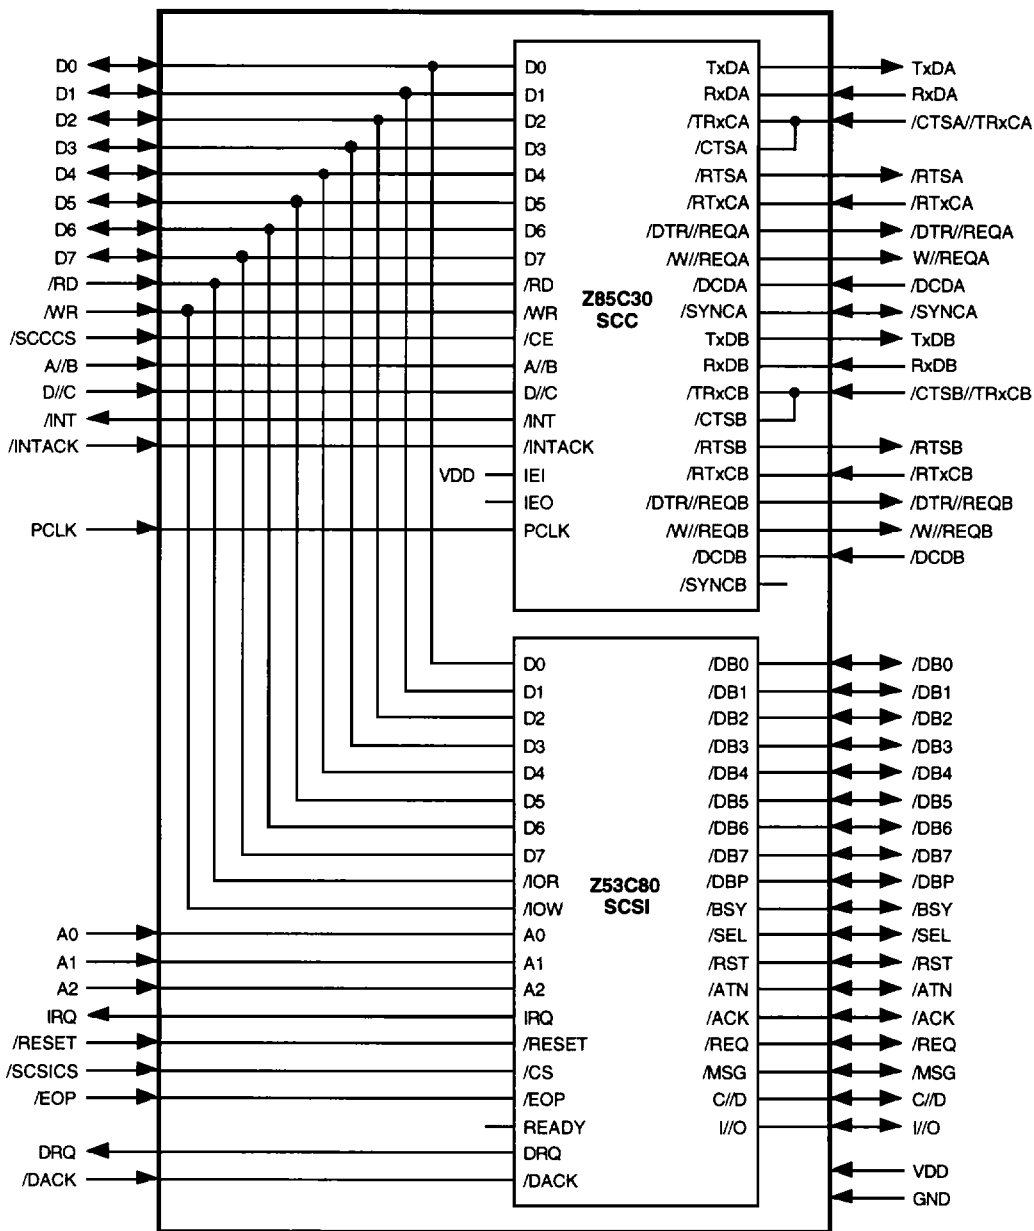 D0 D0 TxDA TxDA
D1 D1 RxDA RxDA
D2 D2 /TRxCA /CTSA//TRxCA
D3 D3 /CTSA
D4 D4 /RTSA /RTSA
D5 D5 /RTxCA /RTxCA
D6 D6 /DTR//REQA /DTR//REQA
D7 D7 /W//REQA W//REQA
/RD /RD /DCDA /DCDA
Z85C30
SCC
/WR /WR /SYNCA /SYNCA
/SCCCS /CE TxDB TxDB
A//B A//B RxDB RxDB
D//C D//C /TRxCB /CTSB//TRxCB
/INT /INT /CTSB
/INTACK /INTACK /RTSB /RTSB
VDD IEI /RTxCB /RTxCB
IEO /DTR//REQB /DTR//REQB
PCLK PCLK /W//REQB /W//REQB
/DCDB /DCDB
/SYNCB
D0 /DB0 /DB0
D1 /DB1 /DB1
D2 /DB2 /DB2
D3 /DB3 /DB3
D4 /DB4 /DB4
D5 /DB5 /DB5
D6 /DB6 /DB6
D7 /DB7 /DB7
/IOR /DBP /DBP
Z53C80
SCSI
/IOW /BSY /BSY
A0 A0 /SEL /SEL
A1 A1 /RST /RST
A2 A2 /ATN /ATN
IRQ IRQ /ACK /ACK
/RESET /RESET /REQ /REQ
/SCSICS /CS /MSG /MSG
/EOP /EOP C//D C//D
READY I//O I//O
DRQ DRQ
/DACK /DACK
VDD
GND